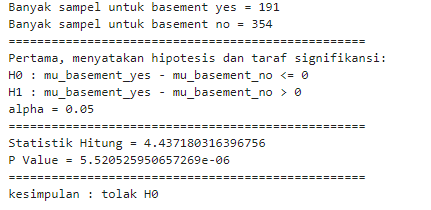 Banyak sampel untuk basement yes = 191
Banyak sampel untuk basement no = 354
==================================================
Pertama, menyatakan hipotesis dan taraf signifikansi:
H0 : mu_basement_yes - mu_basement_no <= 0
H1 : mu_basement_yes - mu_basement_no > 0
alpha = 0.05
==================================================
Statistik Hitung = 4.437180316396756
P Value = 5.520525950657269e-06
==================================================
kesimpulan : tolak H0